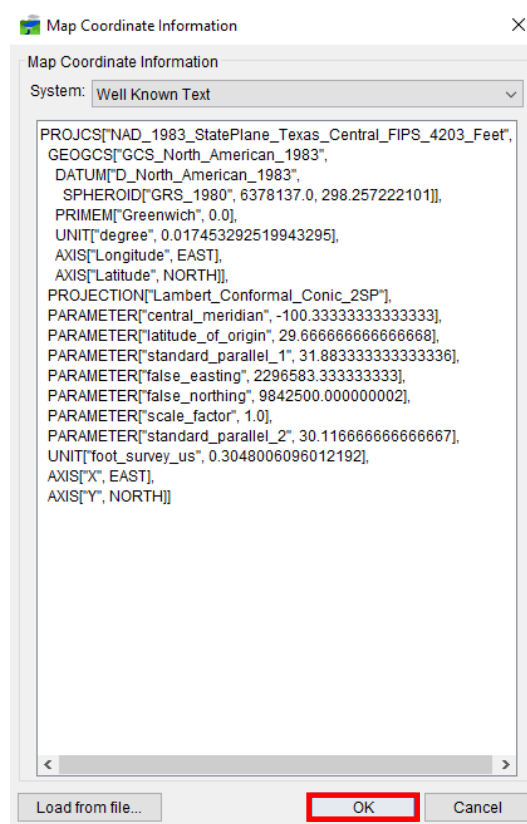 Map Coordinate Information
Map Coordinate Information
System: Well Known Text
PROJCS["NAD_1983_StatePlane_Texas_Central_FIPS_4203_Feet",
GEOGCS["GCS_North_American_1983",
DATUM["D_North_American_1983",
SPHEROID["GRS_1980", 6378137.0, 298.257222101]],
PRIMEM["Greenwich", 0.0],
UNIT["degree", 0.017453292519943295],
AXIS["Longitude", EAST],
AXIS["Latitude", NORTH]],
PROJECTION["Lambert_Conformal_Conic_2SP"],
PARAMETER["central_meridian", -100.33333333333333],
PARAMETER["latitude_of_origin", 29.666666666666668],
PARAMETER["standard_parallel_1", 31.883333333333336],
PARAMETER["false_easting", 2296583.333333333],
PARAMETER["false_northing", 9842500.000000002],
PARAMETER["scale_factor", 1.0],
PARAMETER["standard_parallel_2", 30.116666666666667],
UNIT["foot_survey_us", 0.3048006096012192],
AXIS["X", EAST],
AXIS["Y", NORTH]]
Load from file... OK Cancel